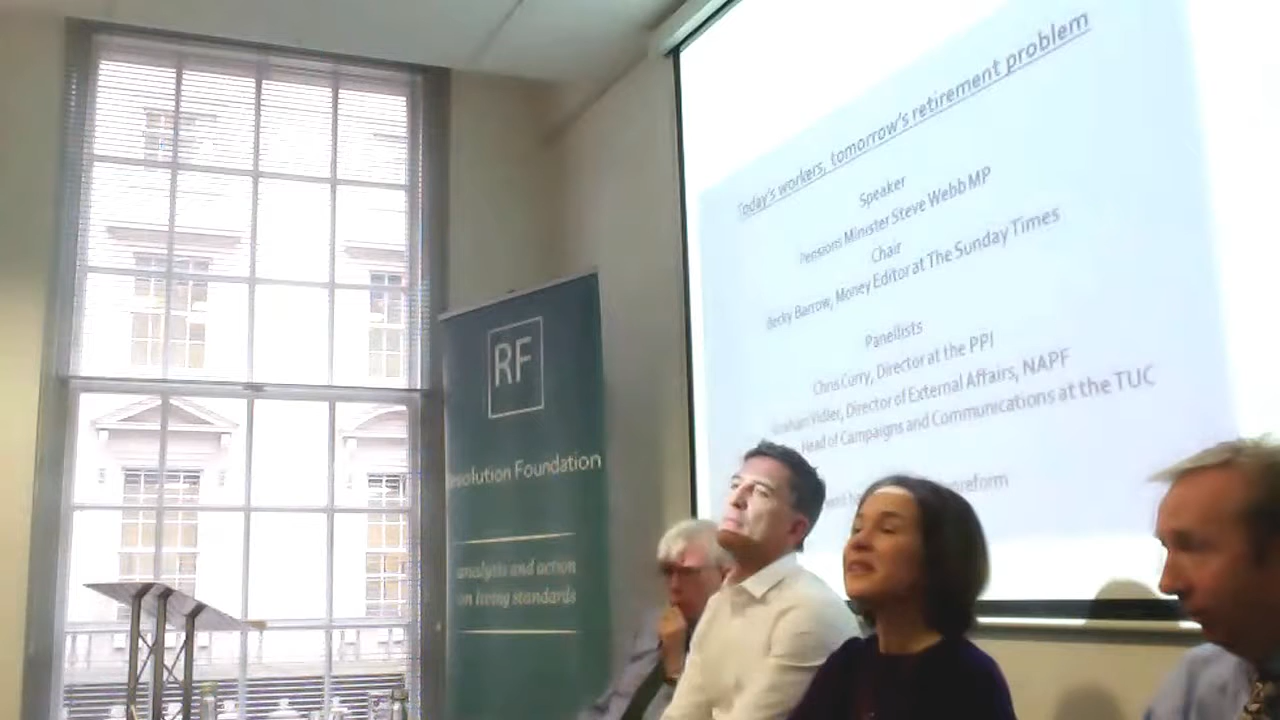 RF
Resolution Foundation
analysis and action
on living standards
Today's workers, tomorrow's retirement problem
Speaker
Pensions Minister Steve Webb MP
Chair
Becky Barrow, Money Editor at The Sunday Times
Panellists
Chris Curry, Director at the PPI
Graham Vidler, Director of External Affairs, NAPF
Head of Campaigns and Communications at the TUC